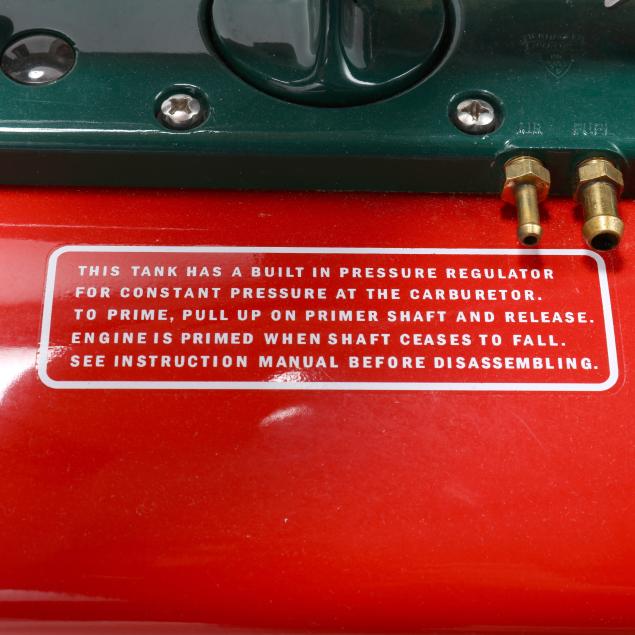 AIR FUEL
THIS TANK HAS A BUILT IN PRESSURE REGULATOR
FOR CONSTANT PRESSURE AT THE CARBURETOR.
TO PRIME, PULL UP ON PRIMER SHAFT AND RELEASE.
ENGINE IS PRIMED WHEN SHAFT CEASES TO FALL.
SEE INSTRUCTION MANUAL BEFORE DISASSEMBLING.